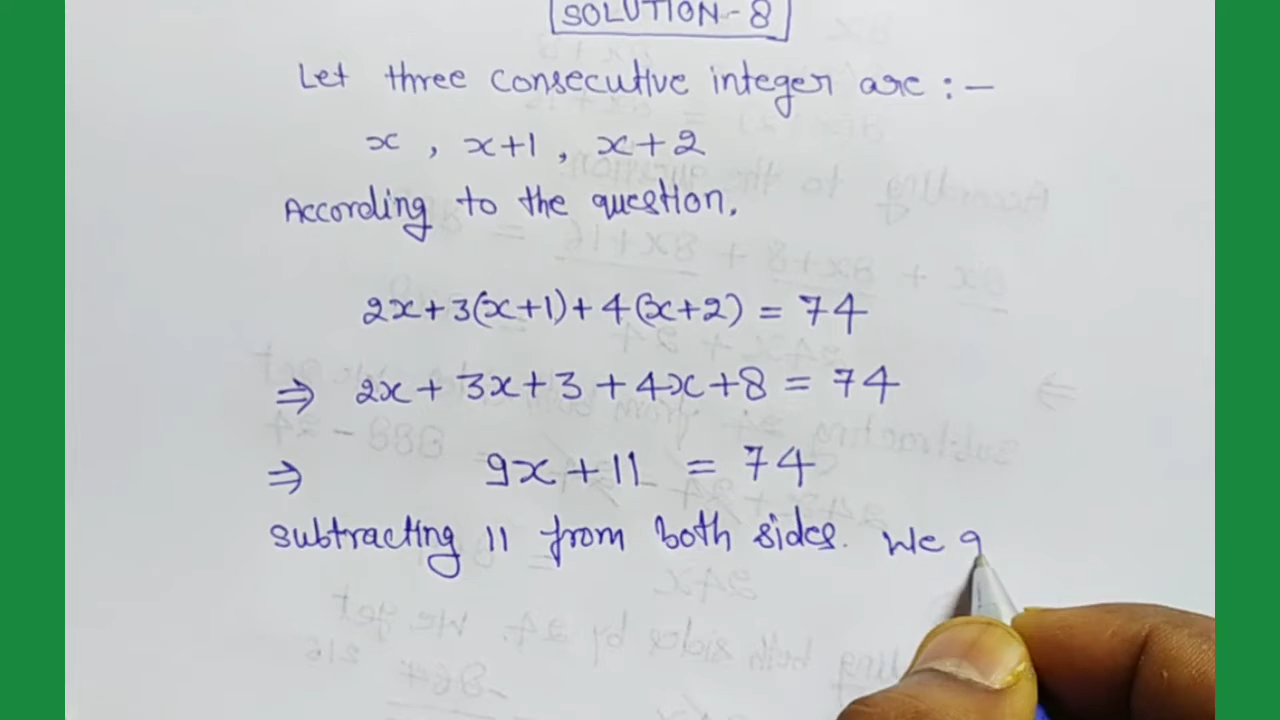 SOLUTION-8
Let three consecutive integer are :-
x , x+1 , x+2
According to the question,
2x+3(x+1)+4(x+2) = 74
⇒ 2x+3x+3+4x+8 = 74
⇒ 9x+11 = 74
subtracting 11 from both sides. We g